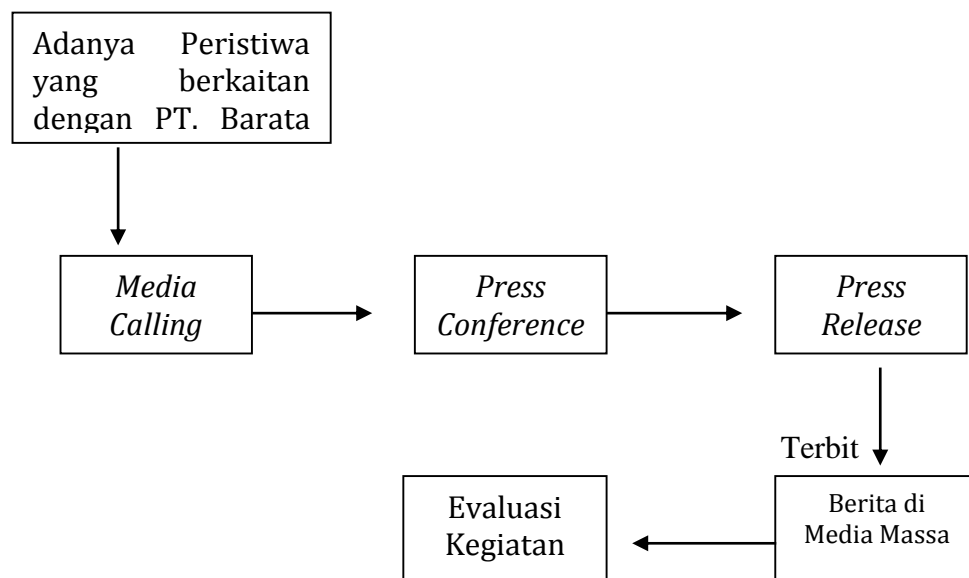 Adanya Peristiwa
yang berkaitan
dengan PT. Barata
Media
Calling
Press
Conference
Press
Release
Terbit
Berita di
Media Massa
Evaluasi
Kegiatan